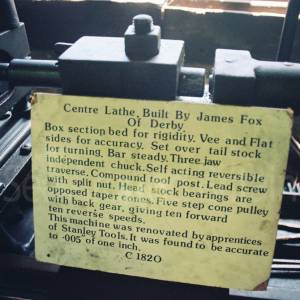 Centre Lathe Built By James Fox
Of Derby
Box section bed for rigidity. Vee and Flat
sides for accuracy. Set over tail stock
for turning. Bar steady. Three jaw
independent chuck. Self acting reversible
traverse. Compound tool post. Lead screw
with split nut. Head stock bearings are
opposed taper cones. Five step cone pulley
with back gear, giving ten forward
ten reverse speeds.
This machine was renovated by apprentices
of Stanley Tools. It was found to be accurate
to -005" of one inch.
C 1820